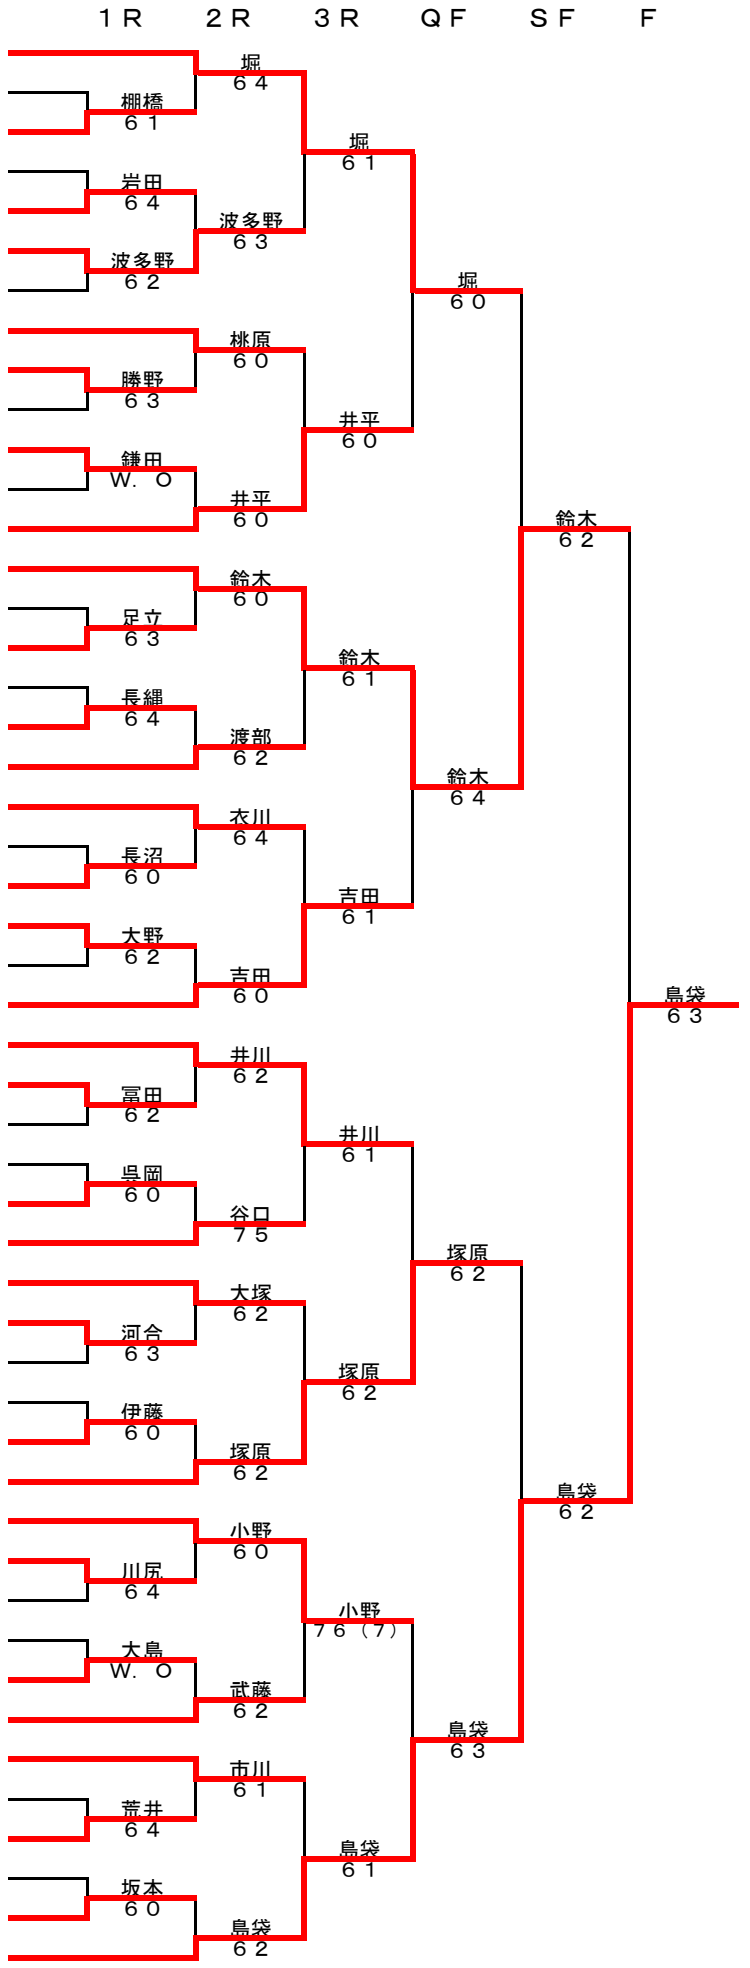 １Ｒ ２Ｒ ３Ｒ ＱＦ ＳＦ Ｆ
堀
６４
棚橋
６１
堀
６１
岩田
６４
波多野
６３
波多野
６２
堀
６０
桃原
６０
勝野
６３
井平
６０
鎌田
Ｗ．Ｏ
井平
６０
鈴木
６２
鈴木
６０
足立
６３
鈴木
６１
長縄
６４
渡部
６２
鈴木
６４
衣川
６４
長沼
６０
吉田
６１
大野
６２
吉田
６０
島袋
６３
井川
６２
冨田
６２
井川
６１
呉岡
６０
谷口
７５
塚原
６２
大塚
６２
河合
６３
塚原
６２
伊藤
６０
塚原
６２
島袋
６２
小野
６０
川尻
６４
小野
７６（７）
大島
Ｗ．Ｏ
武藤
６２
島袋
６３
市川
６１
荒井
６４
島袋
６１
坂本
６０
島袋
６２